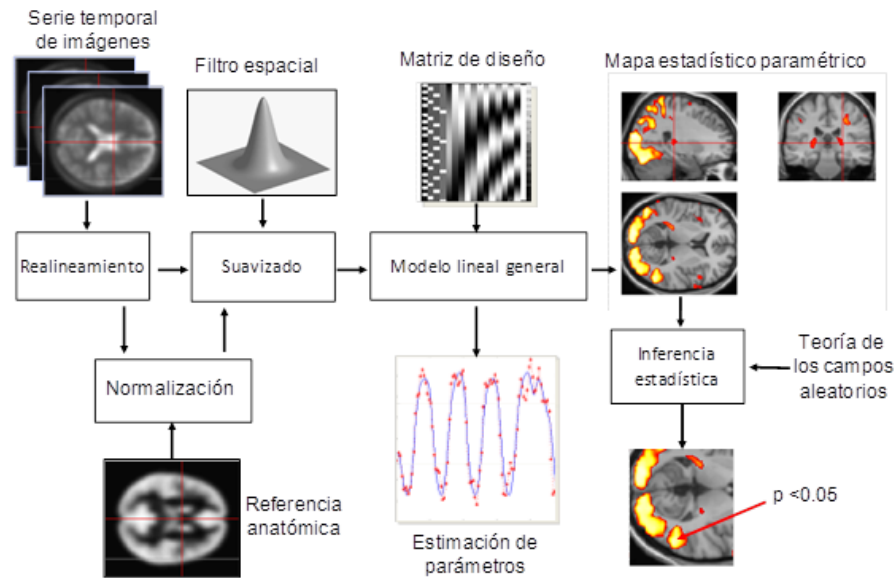 Serie temporal
de imágenes
Filtro espacial
Matriz de diseño
Mapa estadístico paramétrico
Realineamiento
Suavizado
Modelo lineal general
Normalización
Inferencia
estadística
Teoría de
los campos
aleatorios
Referencia
anatómica
Estimación de
parámetros
p <0.05